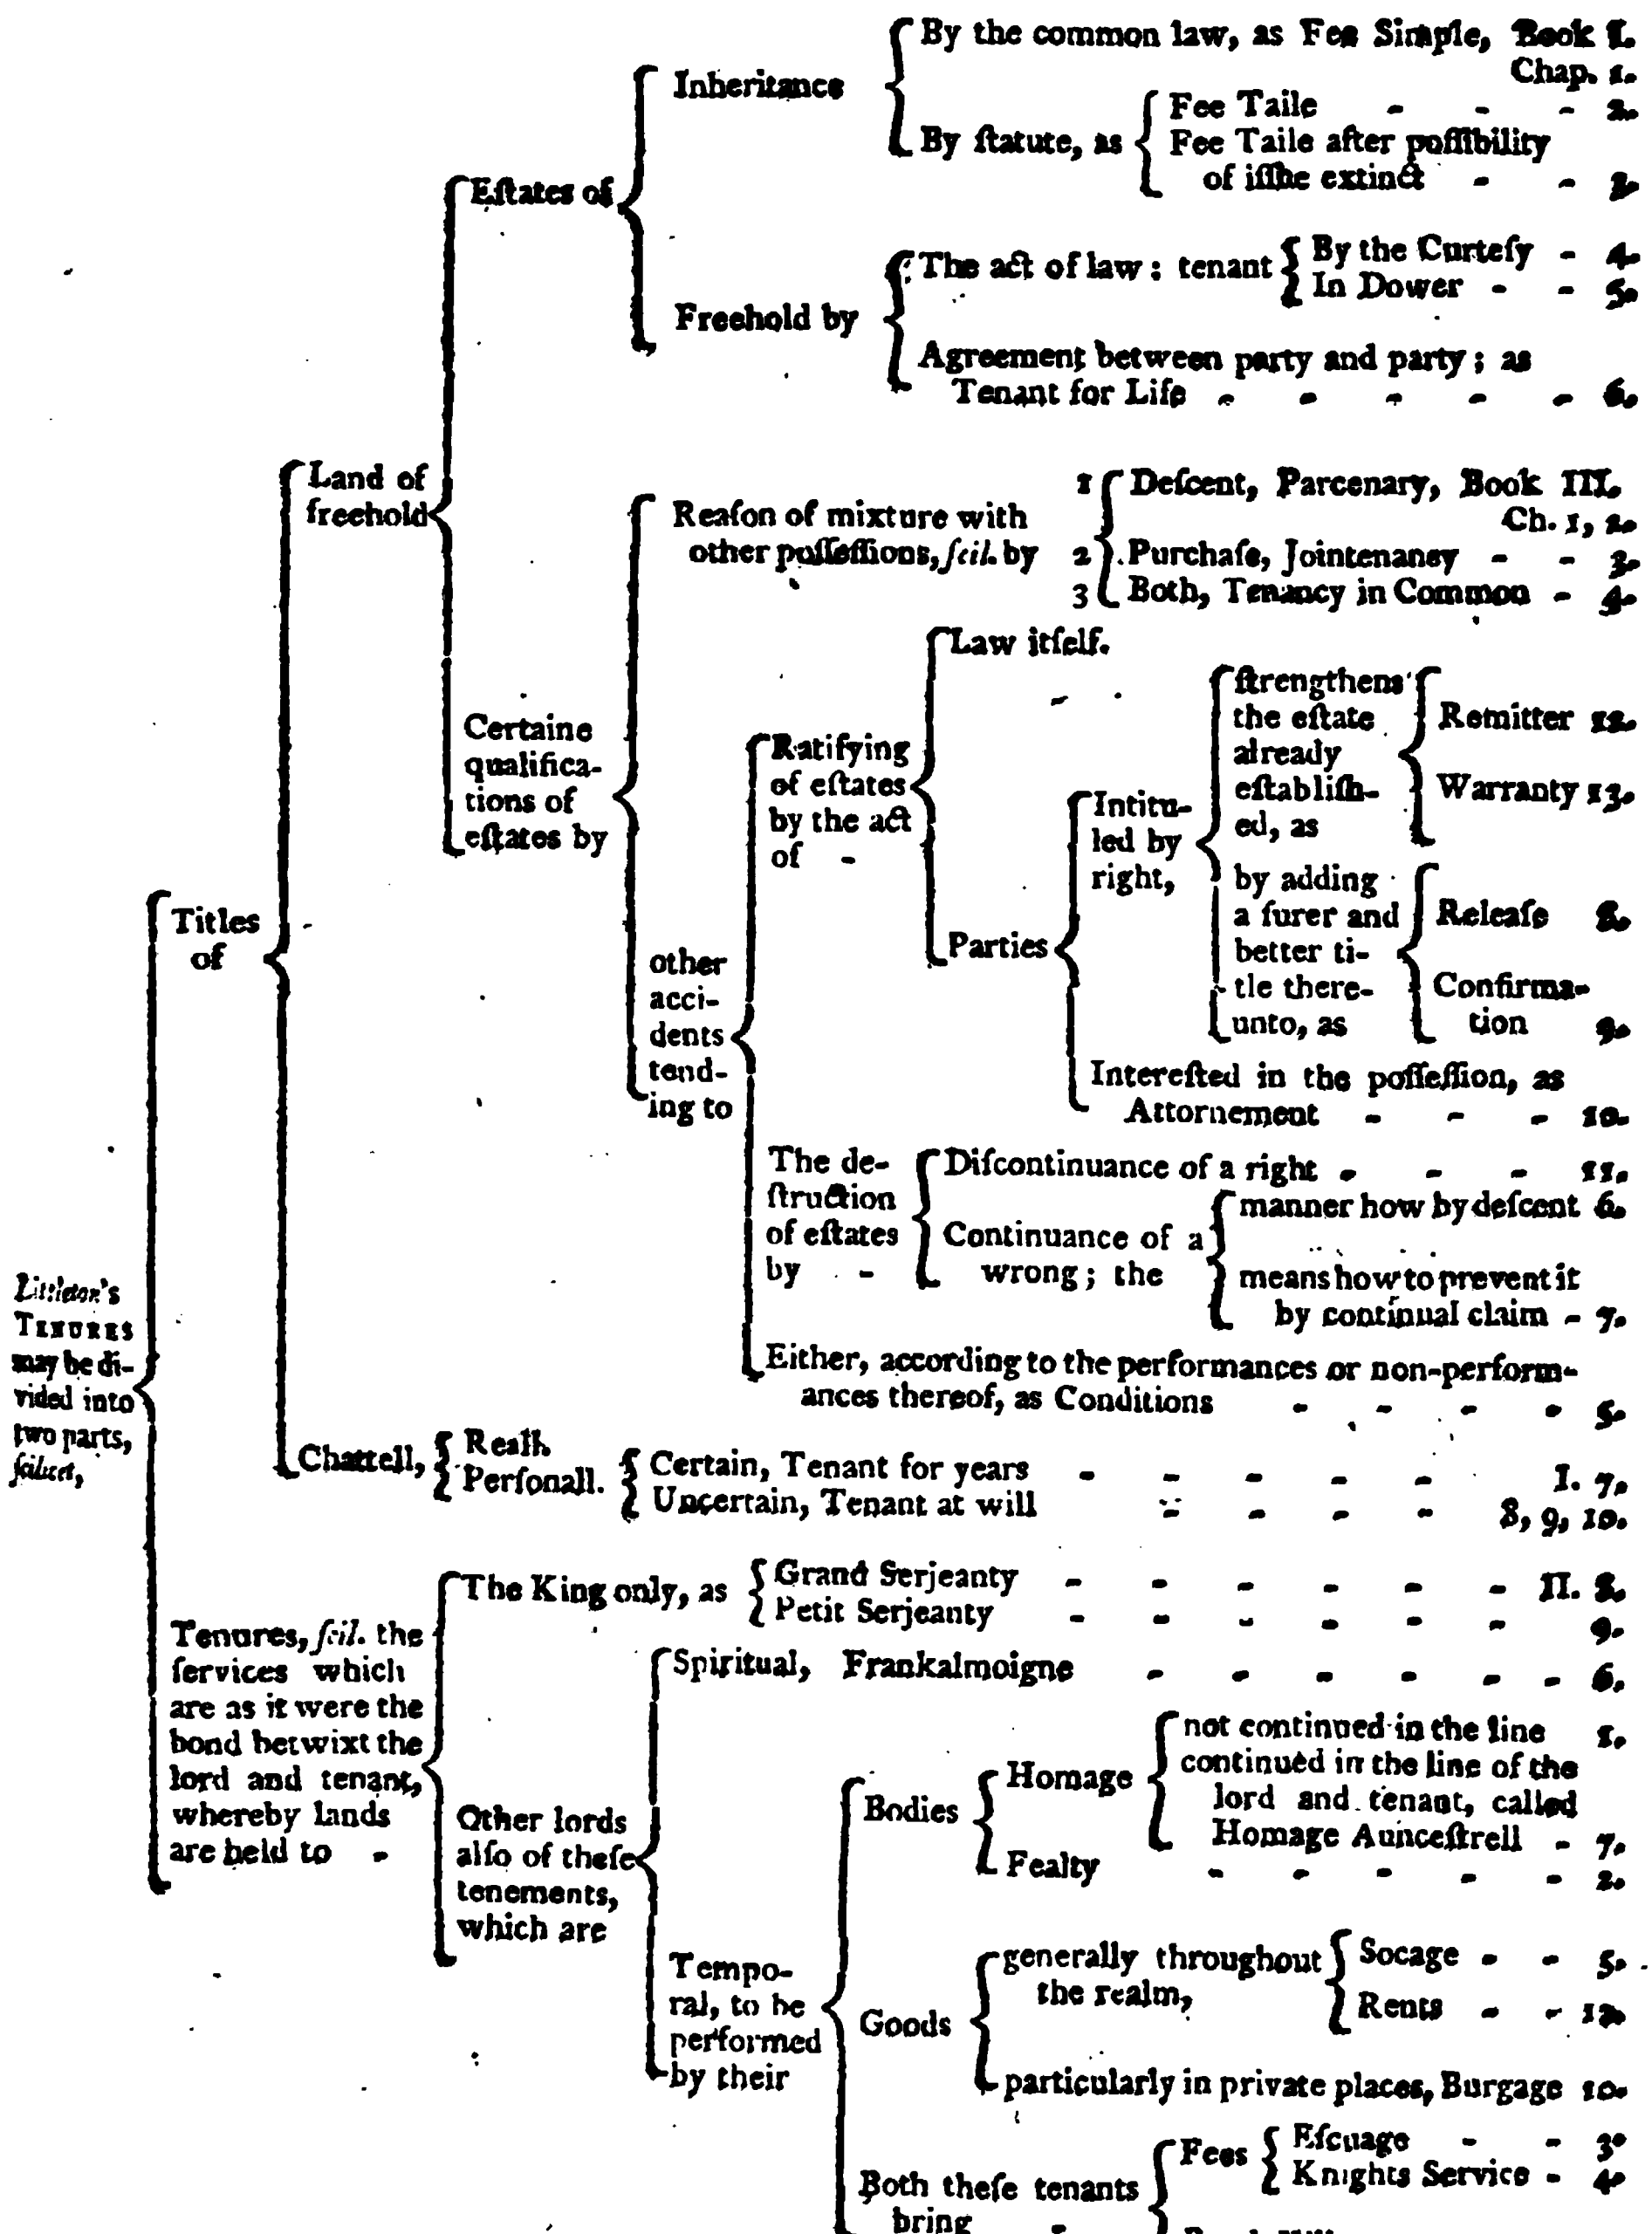 By the common law, as Fee Simple, Book I.
Chap. 1.
Inheritance
By ſtatute, as
Fee Taile - - - 2.
Fee Taile after poſſibility
of iſſue extinct - - 3.
Eſtates of
Freehold by
The act of law: tenant
By the Curteſy - 4.
In Dower - - 5.
Agreement between party and party; as
Tenant for Life - - - - - 6.
Land of
freehold
Reaſon of mixture with
other poſſeſſions, ſcil. by
1 Deſcent, Parcenary, Book III.
Ch. 1, 2.
2 Purchaſe, Jointenancy - - 3.
3 Both, Tenancy in Common - 4.
Certaine
qualifica-
tions of
eſtates by
other
acci-
dents
tend-
ing to
Ratifying
of eſtates
by the act
of -
Law itſelf.
Parties
Intitu-
led by
right,
ſtrengthens
the eſtate
already
eſtabliſh-
ed, as
Remitter 12.
Warranty 13.
by adding
a ſurer and
better ti-
tle there-
unto, as
Releaſe 8.
Confirma-
tion 9.
Intereſted in the poſſeſſion, as
Attornement - - - 10.
The de-
ſtruction
of eſtates
by -
Diſcontinuance of a right - - - 11.
Continuance of a
wrong; the
manner how by deſcent 6.
means how to prevent it
by continual claim - 7.
Either, according to the performances or non-perform-
ances thereof, as Conditions - - - - 5.
Titles
of
Chattell,
Reall.
Perſonall.
Certain, Tenant for years - - - - - I. 7.
Uncertain, Tenant at will - - - - 8, 9, 10.
Littleton's
TENURES
may be di-
vided into
two parts,
ſcilicet,
Tenures, ſcil. the
ſervices which
are as it were the
bond betwixt the
lord and tenant,
whereby lands
are held to -
The King only, as
Grand Serjeanty - - - - - - II. 8.
Petit Serjeanty - - - - - - 9.
Other lords
alſo of theſe
tenements,
which are
Spiritual, Frankalmoigne - - - - - - 6.
Tempo-
ral, to be
performed
by their
Bodies
Homage
not continued in the line 1.
continued in the line of the
lord and tenant, called
Homage Aunceſtrell - 7.
Fealty - - - - - 2.
Goods
generally throughout
the realm,
Socage - - 5.
Rents - - 12.
particularly in private places, Burgage 10.
Both theſe tenants
bring
Fees
Eſcuage - - 3.
Knights Service - 4.